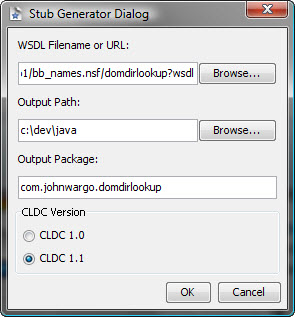 Stub Generator Dialog
WSDL Filename or URL:
1/bb_names.nsf/domdirlookup?wsdl Browse...
Output Path:
c:\dev\java Browse...
Output Package:
com.johnwargo.domdirlookup
CLDC Version
CLDC 1.0
CLDC 1.1
OK Cancel